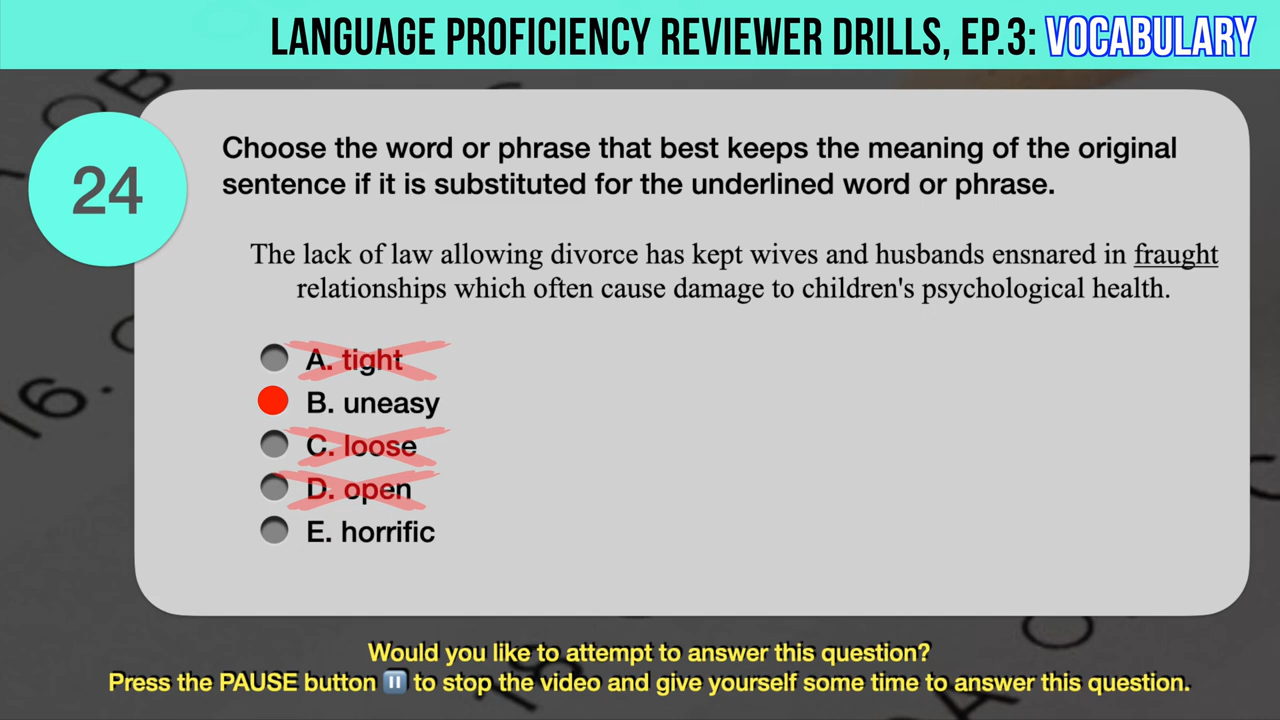 LANGUAGE PROFICIENCY REVIEWER DRILLS, EP.3: VOCABULARY
24
Choose the word or phrase that best keeps the meaning of the original
sentence if it is substituted for the underlined word or phrase.
The lack of law allowing divorce has kept wives and husbands ensnared in fraught
relationships which often cause damage to children's psychological health.
A. tight
B. uneasy
C. loose
D. open
E. horrific
16.
Would you like to attempt to answer this question?
Press the PAUSE button ⏸ to stop the video and give yourself some time to answer this question.